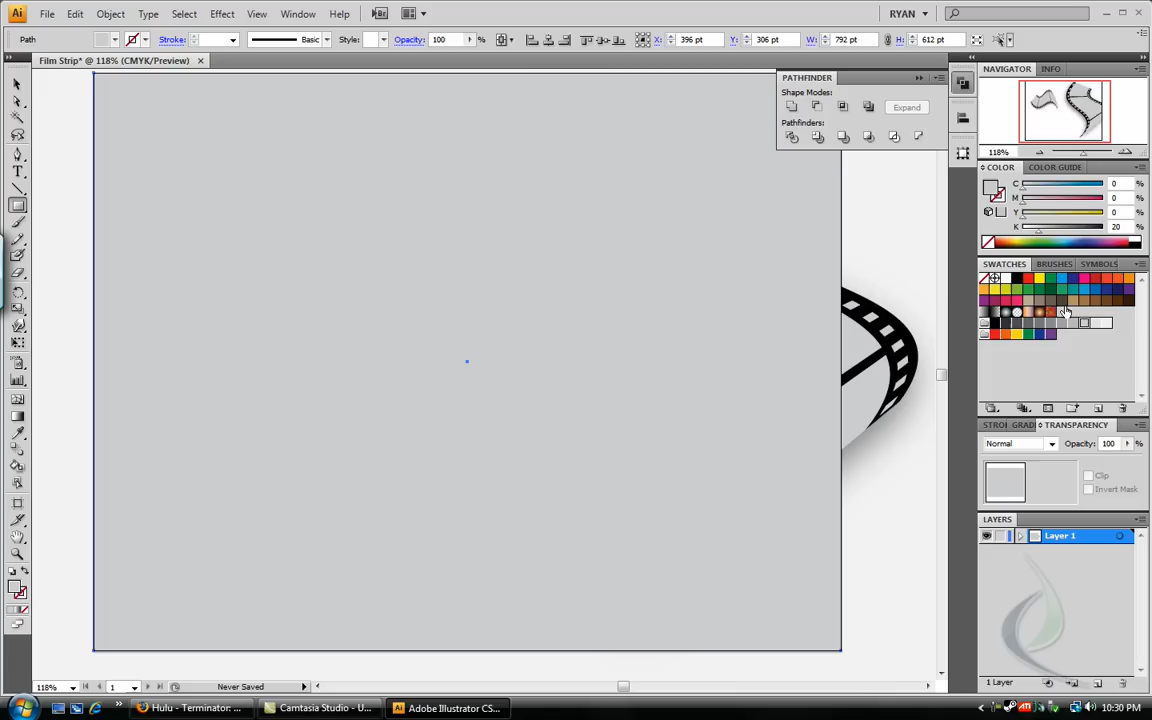 Ai File Edit Object Type Select Effect View Window Help Br RYAN
Path Stroke: Basic Style: Opacity: 100 X: 396 pt Y: 306 pt W: 792 pt H: 612 pt
Film Strip* @ 118% (CMYK/Preview)
PATHFINDER
Shape Modes:
Expand
Pathfinders:
NAVIGATOR INFO
118%
COLOR COLOR GUIDE
C 0 %
M 0 %
Y 0 %
K 20 %
SWATCHES BRUSHES SYMBOLS
STRO GRAD TRANSPARENCY
Normal Opacity: 100 %
Clip
Invert Mask
LAYERS
Layer 1
1 Layer
118% 1 Never Saved
Hulu - Terminator: ... Camtasia Studio - U... Adobe Illustrator CS... 10:30 PM